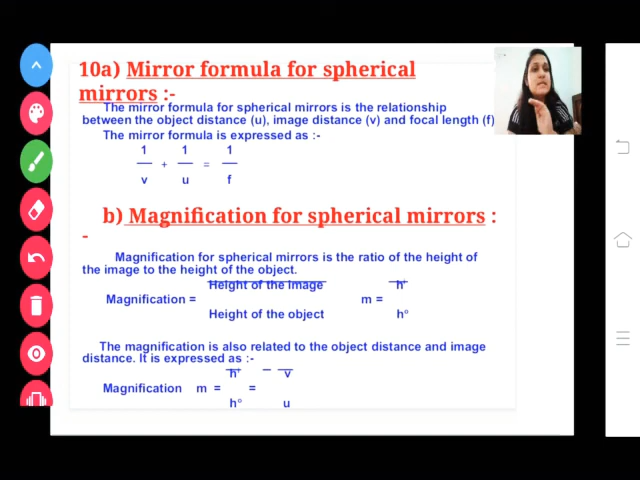 10a) Mirror formula for spherical
mirrors :-
The mirror formula for spherical mirrors is the relationship
between the object distance (u), image distance (v) and focal length (f)
The mirror formula is expressed as :-
1 1 1
+ =
v u f
b) Magnification for spherical mirrors :
-
Magnification for spherical mirrors is the ratio of the height of
the image to the height of the object.
Height of the image hⁱ
Magnification = m =
Height of the object h°
The magnification is also related to the object distance and image
distance. It is expressed as :-
hⁱ – v
Magnification m = =
h° u